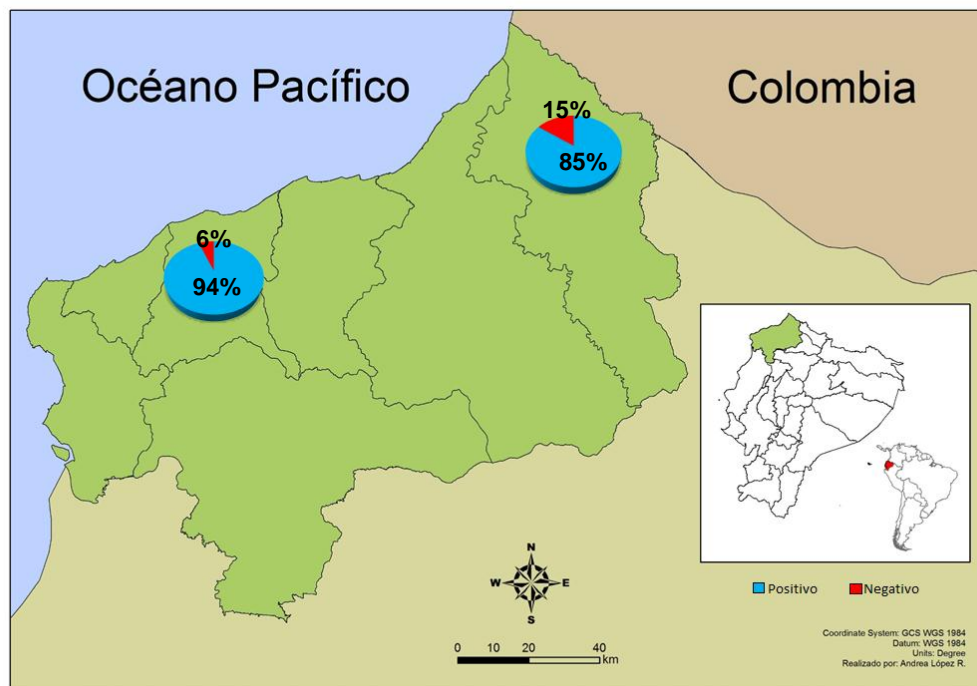 Océano Pacífico
Colombia
15%
85%
6%
94%
N
W E
S
0 10 20 40
km
Positivo Negativo
Coordinate System: GCS WGS 1984
Datum: WGS 1984
Units: Degree
Realizado por: Andrea López R.